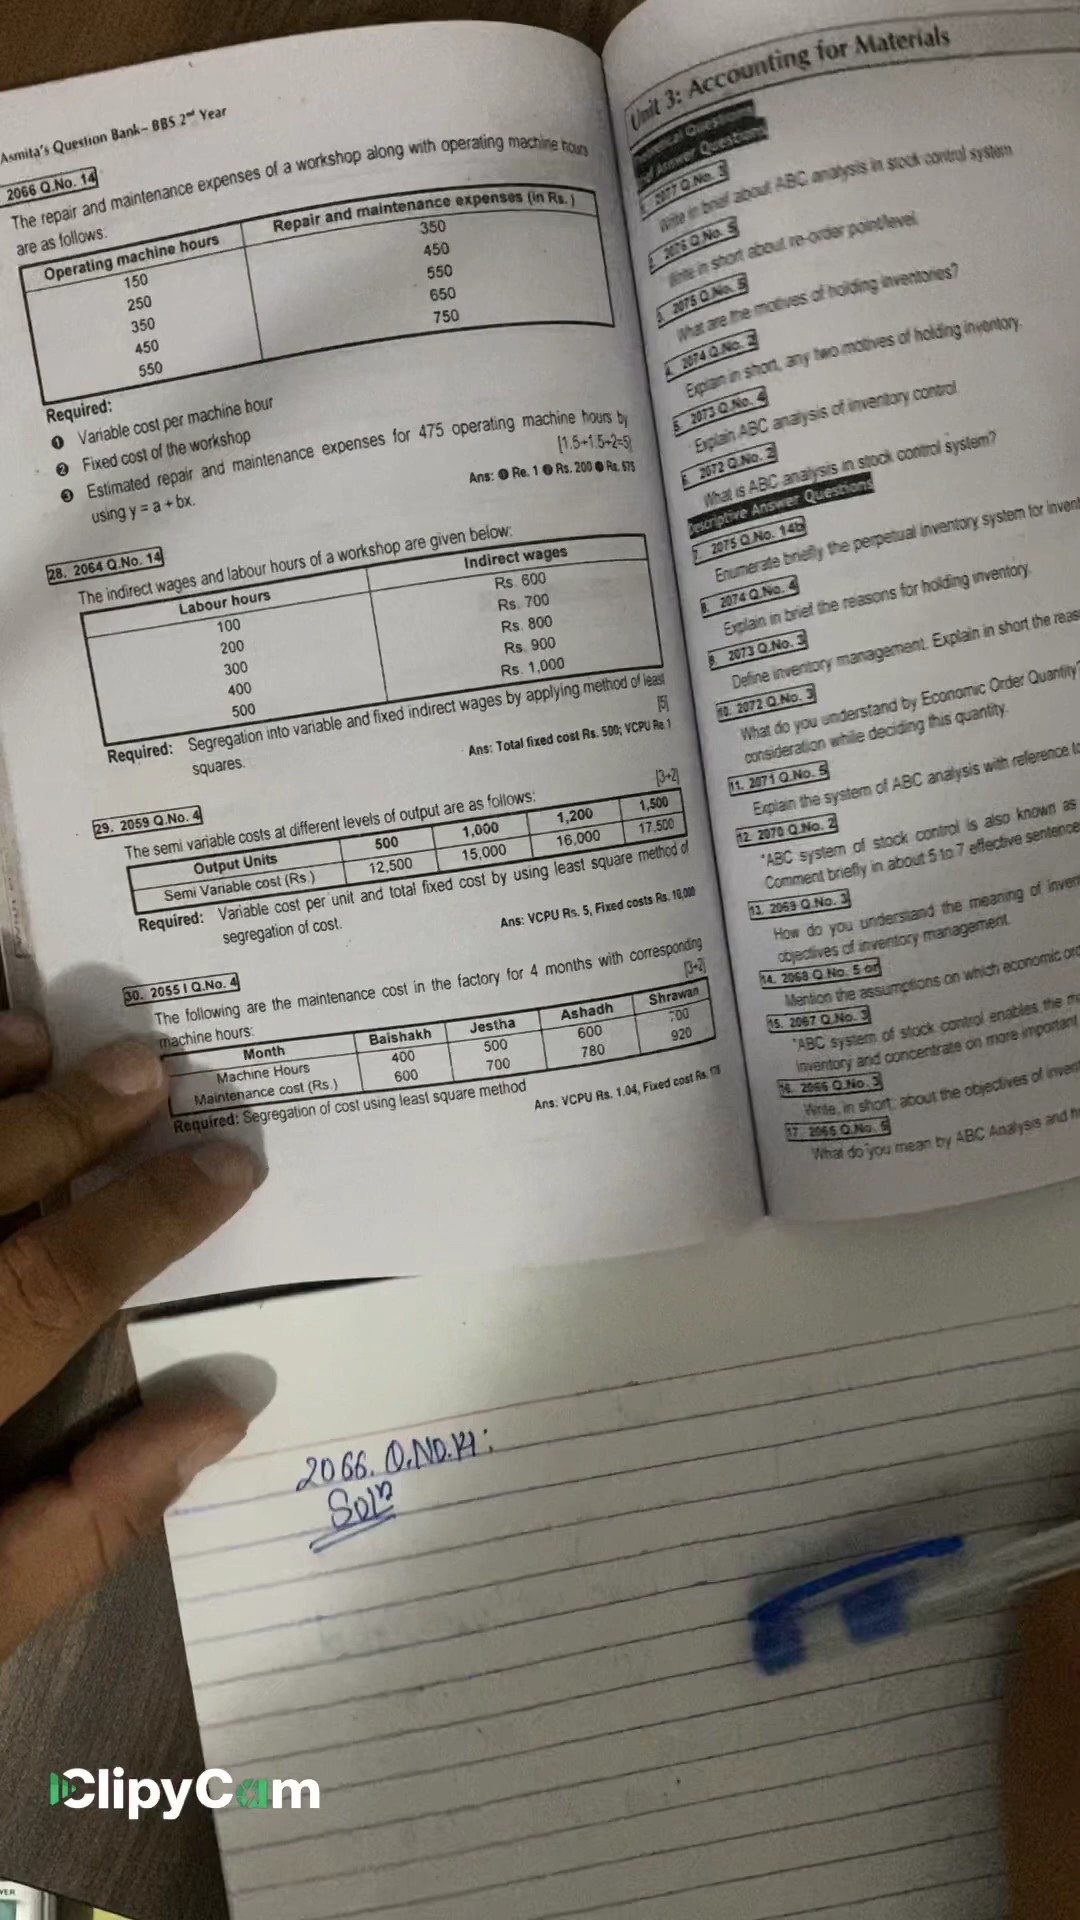 Asmita's Question Bank– BBS 2nd Year
2066 Q.No. 14
The repair and maintenance expenses of a workshop along with operating machine hours
are as follows:
Operating machine hours Repair and maintenance expenses (in Rs.)
150 350
250 450
350 550
450 650
550 750
Required:
❶ Variable cost per machine hour
❷ Fixed cost of the workshop
❸ Estimated repair and maintenance expenses for 475 operating machine hours by
using y = a + bx.
[1.5+1.5+2=5]
Ans: ❶ Re. 1 ❷ Rs. 200 ❸ Rs. 675
28. 2064 Q.No. 14
The indirect wages and labour hours of a workshop are given below:
Labour hours Indirect wages
100 Rs. 600
200 Rs. 700
300 Rs. 800
400 Rs. 900
500 Rs. 1,000
Required: Segregation into variable and fixed indirect wages by applying method of least
squares.
[5]
Ans: Total fixed cost Rs. 500; VCPU Re.1
29. 2059 Q.No. 4
[3+2]
The semi variable costs at different levels of output are as follows:
Output Units 500 1,000 1,200 1,500
Semi Variable cost (Rs.) 12,500 15,000 16,000 17,500
Required: Variable cost per unit and total fixed cost by using least square method of
segregation of cost.
Ans: VCPU Rs. 5, Fixed costs Rs. 10,000
30. 2055 I Q.No. 4
The following are the maintenance cost in the factory for 4 months with corresponding
machine hours:
[3+2]
Month Baishakh Jestha Ashadh Shrawan
Machine Hours 400 500 600 700
Maintenance cost (Rs.) 600 700 780 920
Required: Segregation of cost using least square method
Ans: VCPU Rs. 1.04, Fixed cost Rs.
Unit 3: Accounting for Materials
Answer Questions
2077 Q.No. 3
Write in brief about ABC analysis in stock control system
2076 Q.No. 5
Write in short about re-order point/level.
3. 2075 Q.No. 5
What are the motives of holding inventories?
4. 2074 Q.No. 2
Explain in short, any two motives of holding inventory.
5. 2073 Q.No. 4
Explain ABC analysis of inventory control
6. 2072 Q.No. 2
What is ABC analysis in stock control system?
Descriptive Answer Questions
7. 2075 Q.No. 14b
Enumerate briefly the perpetual inventory system for
8. 2074 Q.No. 4
Explain in brief the reasons for holding inventory.
9. 2073 Q.No. 3
Define inventory management. Explain in short the
10. 2072 Q.No. 3
What do you understand by Economic Order Quantity?
consideration while deciding this quantity.
11. 2071 Q.No. 5
Explain the system of ABC analysis with reference
12. 2070 Q.No. 2
"ABC system of stock control is also known as
Comment briefly in about 5 to 7 effective sentence
13. 2069 Q.No. 3
How do you understand the meaning of
objectives of inventory management.
14. 2068 Q.No. 5 or
Mention the assumptions on which economic
15. 2067 Q.No. 3
"ABC system of stock control enables the
inventory and concentrate on more important
16. 2066 Q.No. 3
Write, in short, about the objectives of
17. 2065 Q.No. 5
What do you mean by ABC Analysis and
2066. Q.NO.14:
Soln
ClipyCam